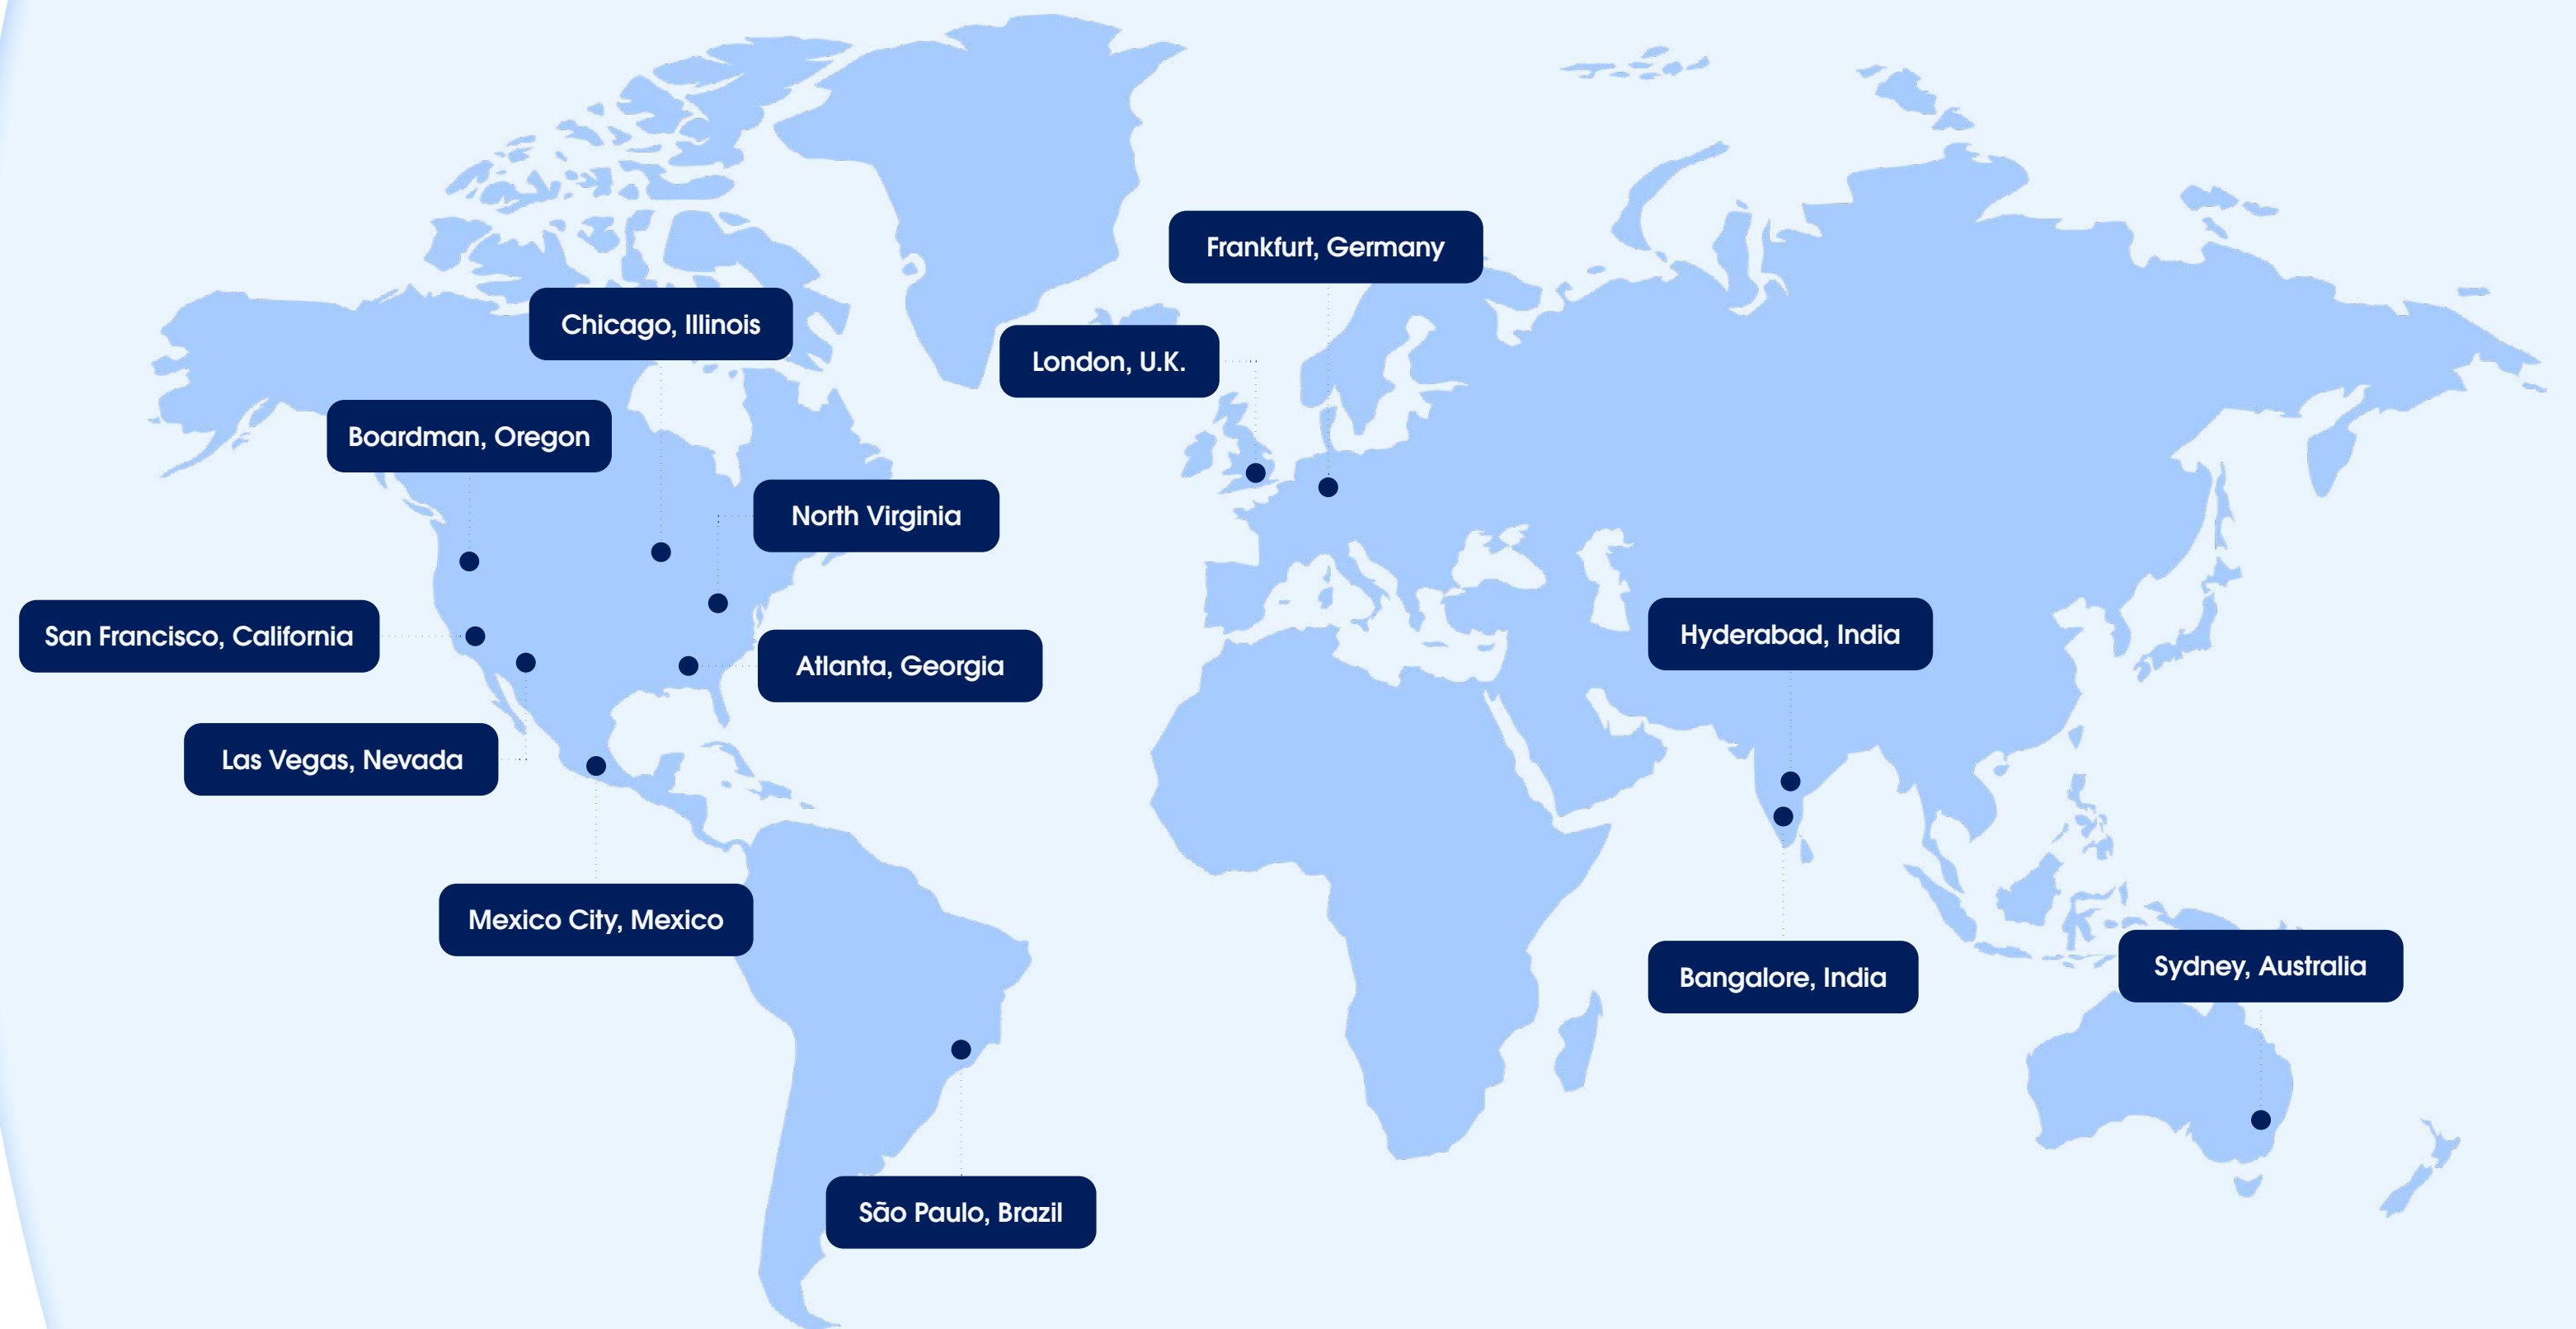 Frankfurt, Germany
Chicago, Illinois
London, U.K.
Boardman, Oregon
North Virginia
San Francisco, California
Hyderabad, India
Atlanta, Georgia
Las Vegas, Nevada
Mexico City, Mexico
Sydney, Australia
Bangalore, India
São Paulo, Brazil